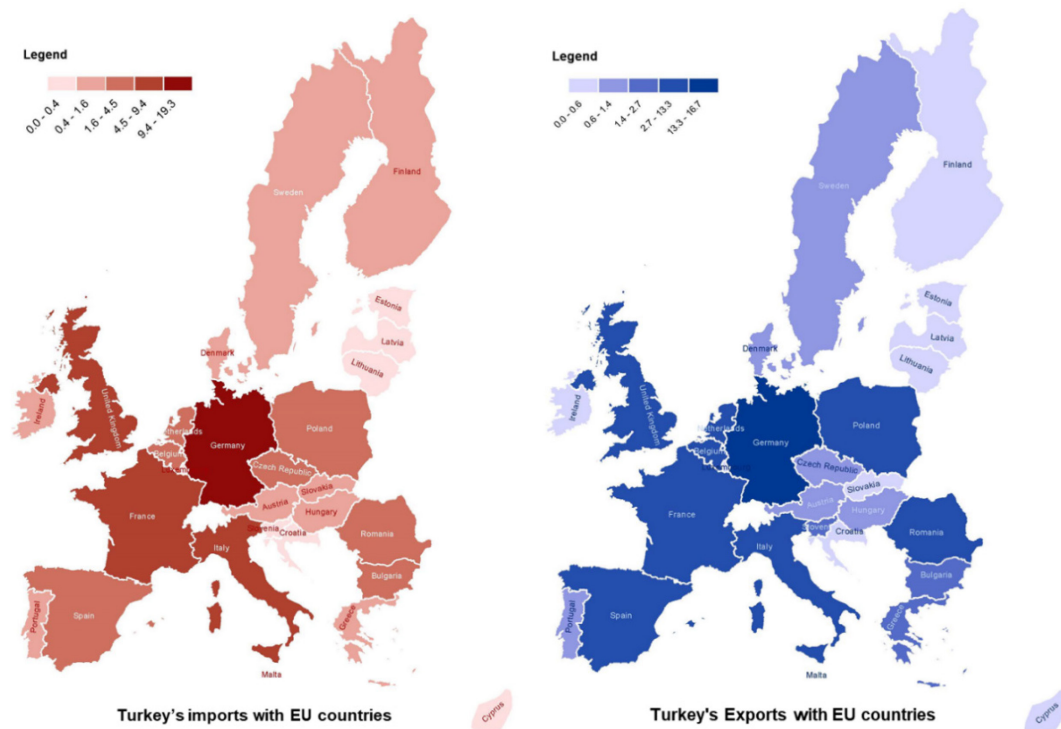 Legend
0.0 - 0.4
0.4 - 1.6
1.6 - 4.5
4.5 - 9.4
9.4 - 19.3
Finland
Sweden
Estonia
Latvia
Lithuania
Denmark
Ireland
United Kingdom
Netherlands
Belgium
Germany
Poland
Czech Republic
Slovakia
Austria
Hungary
France
Slovenia
Croatia
Romania
Italy
Bulgaria
Portugal
Spain
Greece
Malta
Cyprus
Turkey's imports with EU countries
Legend
0.0 - 0.6
0.6 - 1.4
1.4 - 2.7
2.7 - 13.3
13.3 - 16.7
Finland
Sweden
Estonia
Latvia
Lithuania
Denmark
Ireland
United Kingdom
Netherlands
Belgium
Germany
Poland
Czech Republic
Slovakia
Austria
Hungary
France
Slovenia
Croatia
Romania
Italy
Bulgaria
Portugal
Spain
Greece
Malta
Cyprus
Turkey's Exports with EU countries